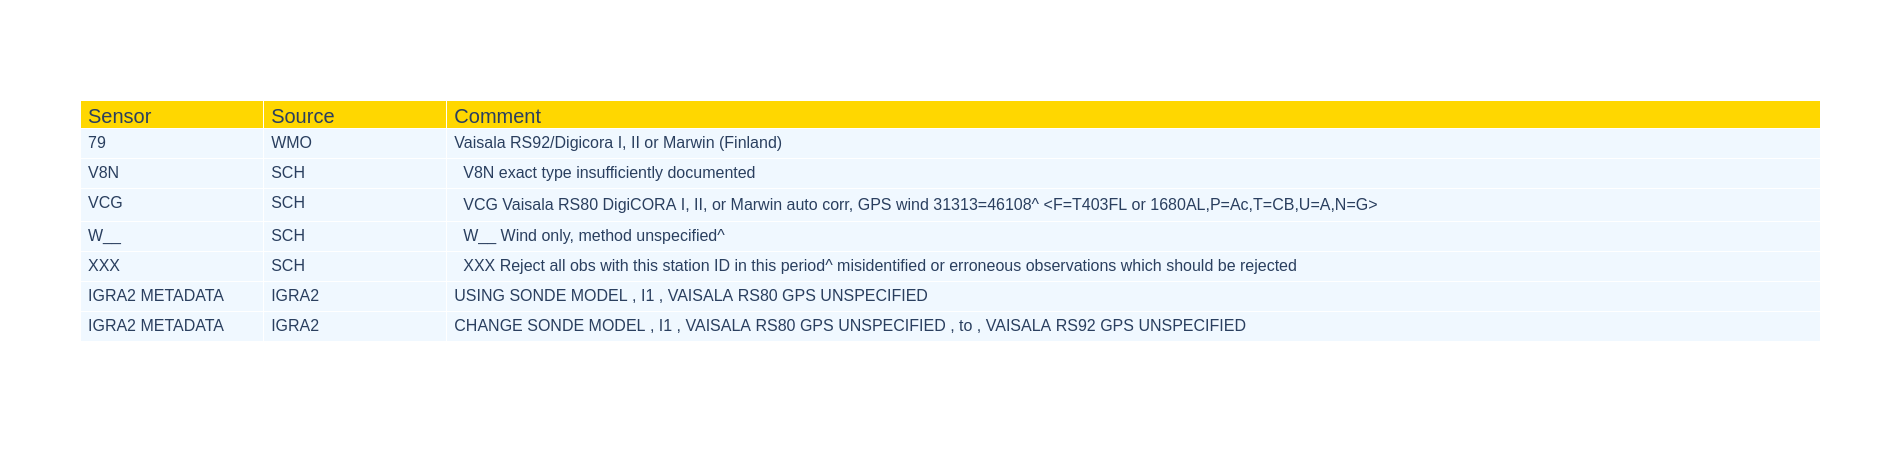 Sensor Source Comment
79 WMO Vaisala RS92/Digicora I, II or Marwin (Finland)
V8N SCH V8N exact type insufficiently documented
VCG SCH VCG Vaisala RS80 DigiCORA I, II, or Marwin auto corr, GPS wind 31313=46108^ <F=T403FL or 1680AL,P=Ac,T=CB,U=A,N=G>
W__ SCH W__ Wind only, method unspecified^
XXX SCH XXX Reject all obs with this station ID in this period^ misidentified or erroneous observations which should be rejected
IGRA2 METADATA IGRA2 USING SONDE MODEL , I1 , VAISALA RS80 GPS UNSPECIFIED
IGRA2 METADATA IGRA2 CHANGE SONDE MODEL , I1 , VAISALA RS80 GPS UNSPECIFIED , to , VAISALA RS92 GPS UNSPECIFIED